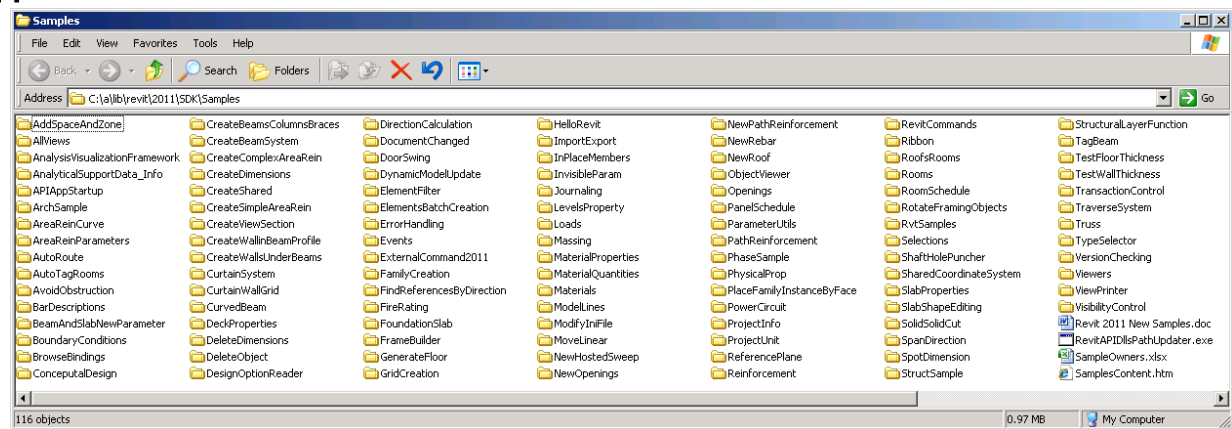 Samples
File Edit View Favorites Tools Help
Back Search Folders
Address C:\a\lib\revit\2011\SDK\Samples Go
AddSpaceAndZone CreateBeamsColumnsBraces DirectionCalculation HelloRevit NewPathReinforcement RevitCommands StructuralLayerFunction
AllViews CreateBeamSystem DocumentChanged ImportExport NewRebar Ribbon TagBeam
AnalysisVisualizationFramework CreateComplexAreaRein DoorSwing InPlaceMembers NewRoof RoofsRooms TestFloorThickness
AnalyticalSupportData_Info CreateDimensions DynamicModelUpdate InvisibleParam ObjectViewer Rooms TestWallThickness
APIAppStartup CreateShared ElementFilter Journaling Openings RoomSchedule TransactionControl
ArchSample CreateSimpleAreaRein ElementsBatchCreation LevelsProperty PanelSchedule RotateFramingObjects TraverseSystem
AreaReinCurve CreateViewSection ErrorHandling Loads ParameterUtils RvtSamples Truss
AreaReinParameters CreateWallinBeamProfile Events Massing PathReinforcement Selections TypeSelector
AutoRoute CreateWallsUnderBeams ExternalCommand2011 MaterialProperties PhaseSample ShaftHolePuncher VersionChecking
AutoTagRooms CurtainSystem FamilyCreation MaterialQuantities PhysicalProp SharedCoordinateSystem Viewers
AvoidObstruction CurtainWallGrid FindReferencesByDirection Materials PlaceFamilyInstanceByFace SlabProperties ViewPrinter
BarDescriptions CurvedBeam FireRating ModelLines PowerCircuit SlabShapeEditing VisibilityControl
BeamAndSlabNewParameter DeckProperties FoundationSlab ModifyIniFile ProjectInfo SolidSolidCut Revit 2011 New Samples.doc
BoundaryConditions DeleteDimensions FrameBuilder MoveLinear ProjectUnit SpanDirection RevitAPIDllsPathUpdater.exe
BrowseBindings DeleteObject GenerateFloor NewHostedSweep ReferencePlane SpotDimension SampleOwners.xlsx
ConceputalDesign DesignOptionReader GridCreation NewOpenings Reinforcement StructSample SamplesContent.htm
116 objects 0.97 MB My Computer